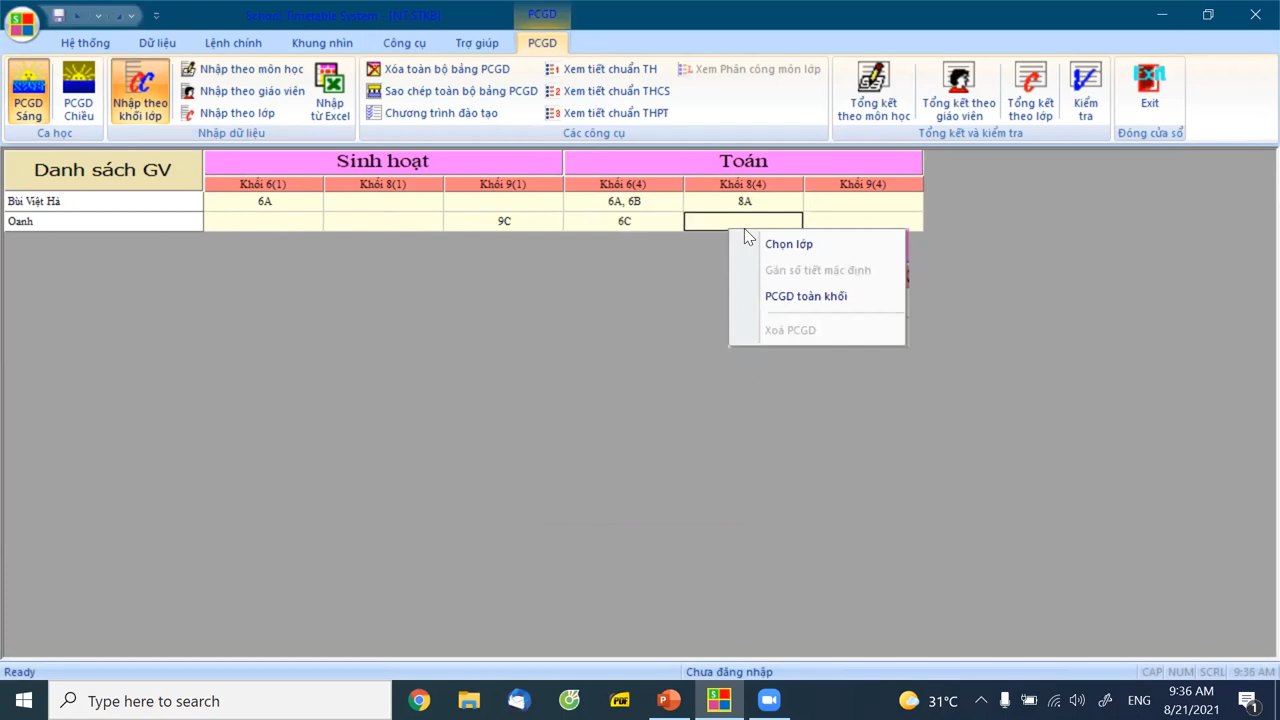 School Timetable System - [NT.STKB]
PCGD
Hệ thống
Dữ liệu
Lệnh chính
Khung nhìn
Công cụ
Trợ giúp
PCGD
PCGD Sáng
PCGD Chiều
Ca học
Nhập theo khối lớp
Nhập theo môn học
Nhập theo giáo viên
Nhập theo lớp
Nhập từ Excel
Nhập dữ liệu
Xóa toàn bộ bảng PCGD
Sao chép toàn bộ bảng PCGD
Chương trình đào tạo
Xem tiết chuẩn TH
Xem tiết chuẩn THCS
Xem tiết chuẩn THPT
Xem Phân công môn lớp
Các công cụ
Tổng kết theo môn học
Tổng kết theo giáo viên
Tổng kết theo lớp
Kiểm tra
Tổng kết và kiểm tra
Exit
Đóng cửa sổ
Danh sách GV
Sinh hoạt
Toán
Khối 6(1)
Khối 8(1)
Khối 9(1)
Khối 6(4)
Khối 8(4)
Khối 9(4)
Bùi Việt Hà
6A
6A, 6B
8A
Oanh
9C
6C
Chọn lớp
Gán số tiết mặc định
PCGD toàn khối
Xoá PCGD
Ready
Chưa đăng nhập
CAP NUM SCRL 9:36 AM
Type here to search
31°C
ENG
9:36 AM
8/21/2021
1